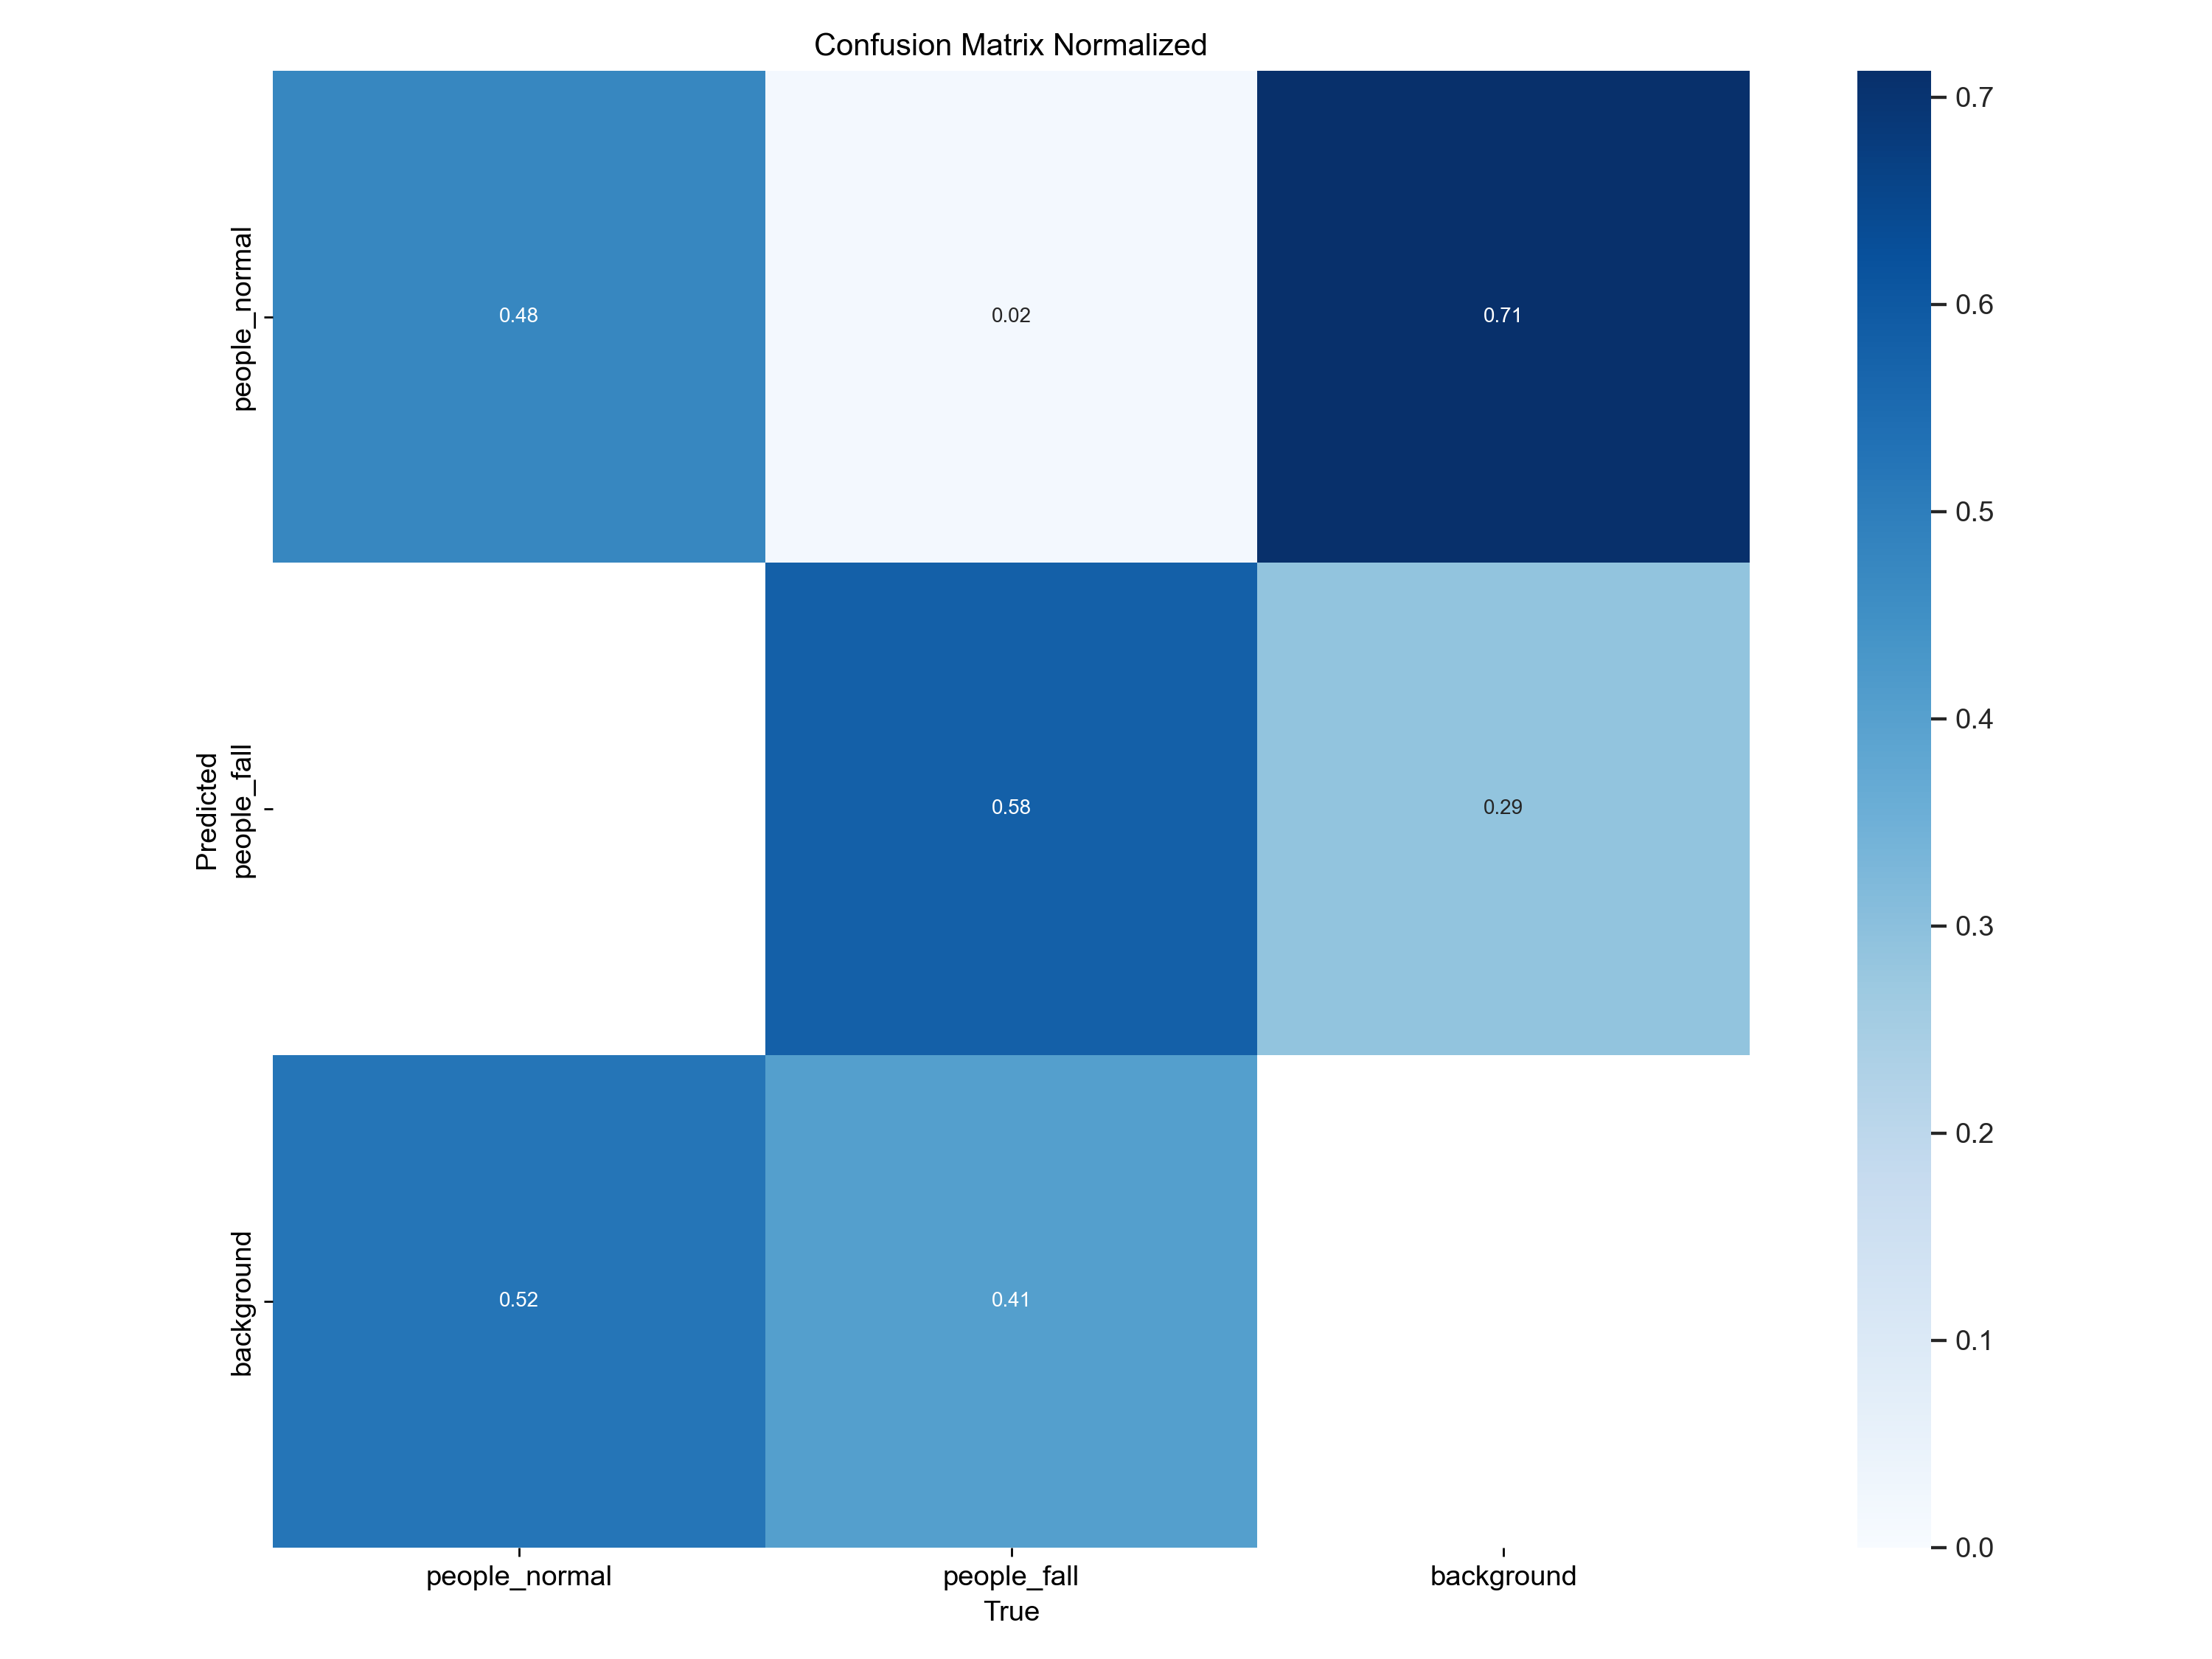 Confusion Matrix Normalized
people_normal
0.48
0.02
0.71
Predicted
people_fall
0.58
0.29
background
0.52
0.41
people_normal
people_fall
background
True
0.7
0.6
0.5
0.4
0.3
0.2
0.1
0.0